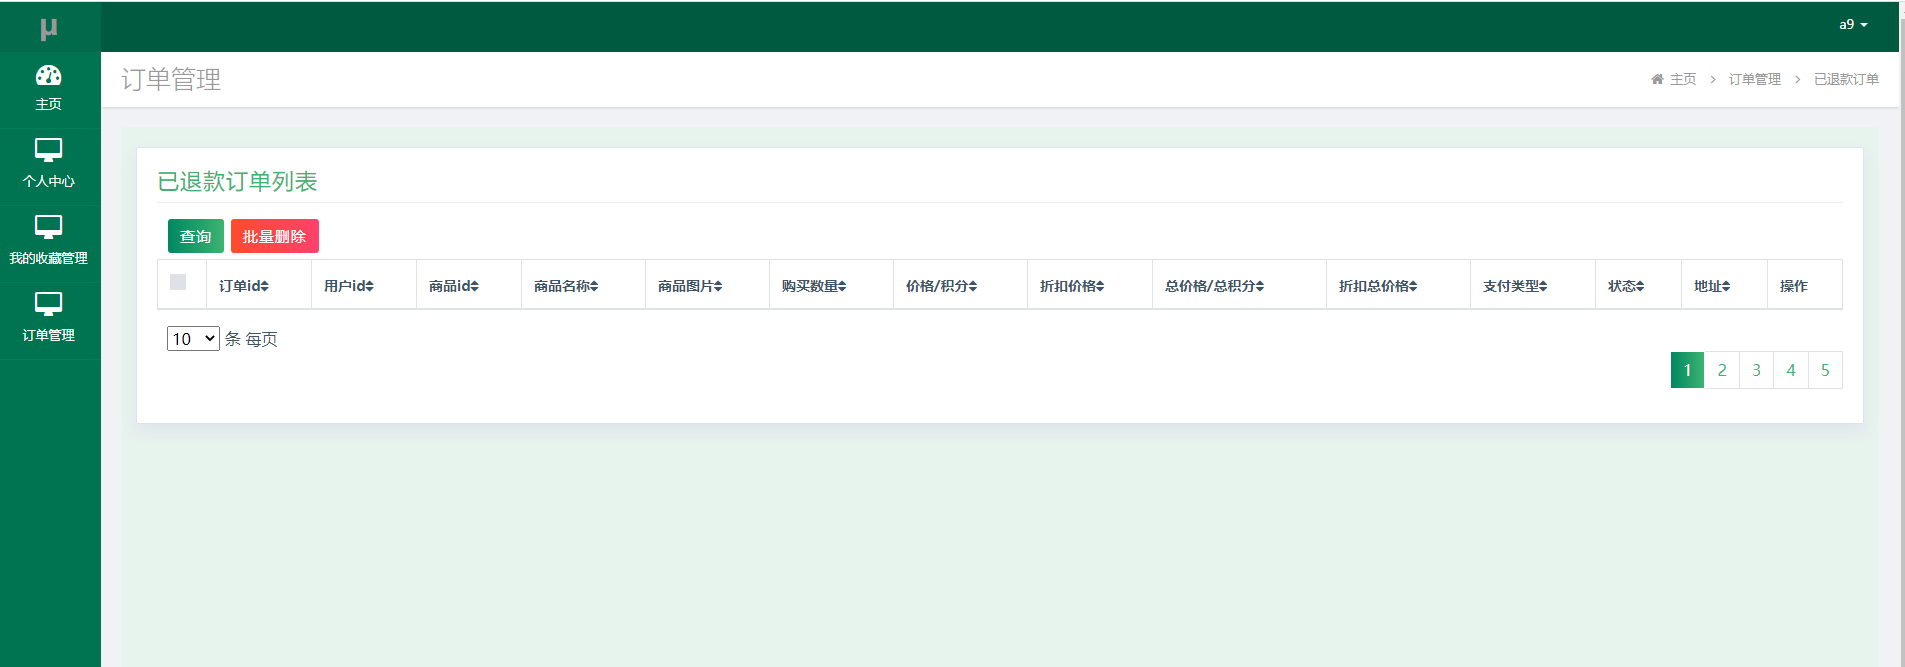 μ
a9
主页
个人中心
我的收藏管理
订单管理
订单管理
主页 > 订单管理 > 已退款订单
已退款订单列表
查询 批量删除
订单id 用户id 商品id 商品名称 商品图片 购买数量 价格/积分 折扣价格 总价格/总积分 折扣总价格 支付类型 状态 地址 操作
10 条 每页
1 2 3 4 5